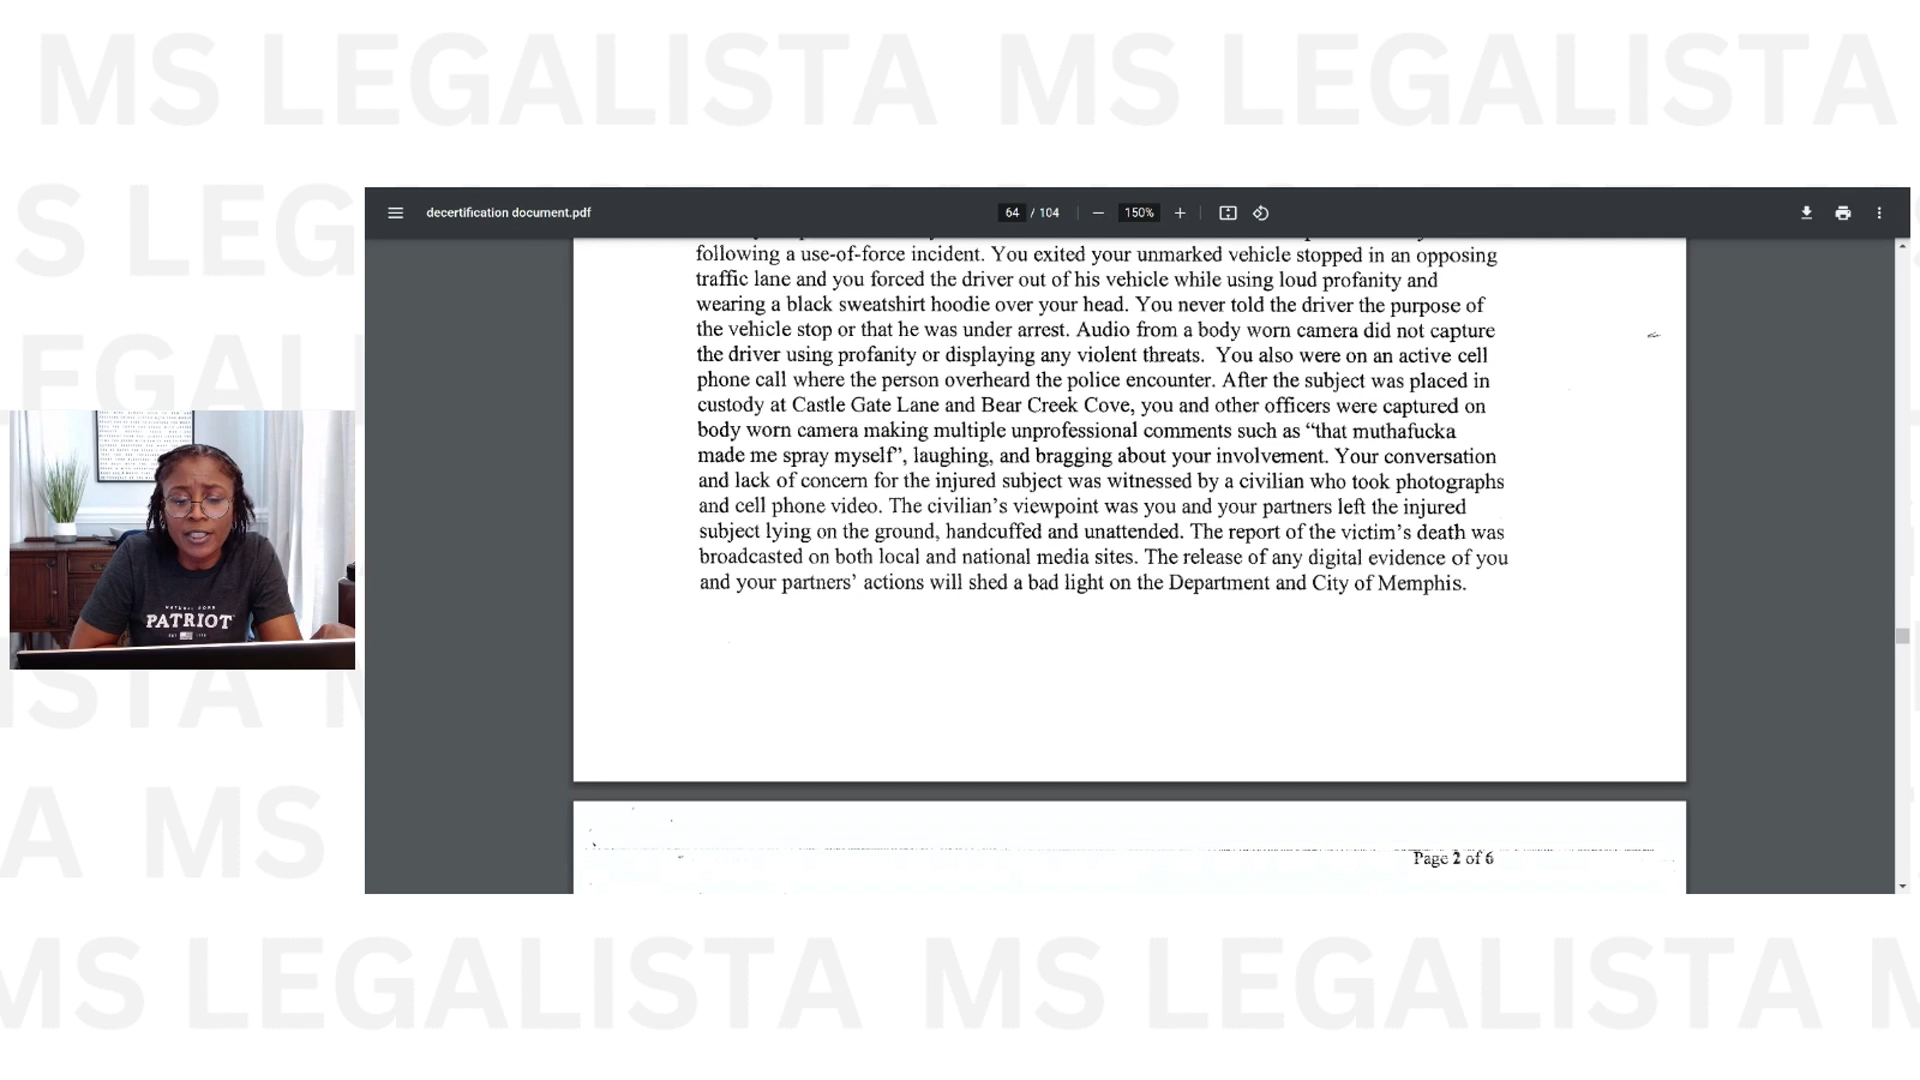 MS LEGALISTA MS LEGALISTA
S LEG
decertification document.pdf
64 / 104
150%
following a use-of-force incident. You exited your unmarked vehicle stopped in an opposing
traffic lane and you forced the driver out of his vehicle while using loud profanity and
wearing a black sweatshirt hoodie over your head. You never told the driver the purpose of
the vehicle stop or that he was under arrest. Audio from a body worn camera did not capture
the driver using profanity or displaying any violent threats. You also were on an active cell
phone call where the person overheard the police encounter. After the subject was placed in
custody at Castle Gate Lane and Bear Creek Cove, you and other officers were captured on
body worn camera making multiple unprofessional comments such as “that muthafucka
made me spray myself”, laughing, and bragging about your involvement. Your conversation
and lack of concern for the injured subject was witnessed by a civilian who took photographs
and cell phone video. The civilian’s viewpoint was you and your partners left the injured
subject lying on the ground, handcuffed and unattended. The report of the victim’s death was
broadcasted on both local and national media sites. The release of any digital evidence of you
and your partners’ actions will shed a bad light on the Department and City of Memphis.
Page 2 of 6
EGALI
PATRIOT
ISTA M
A MS
MS LEGALISTA MS LEGALISTA M